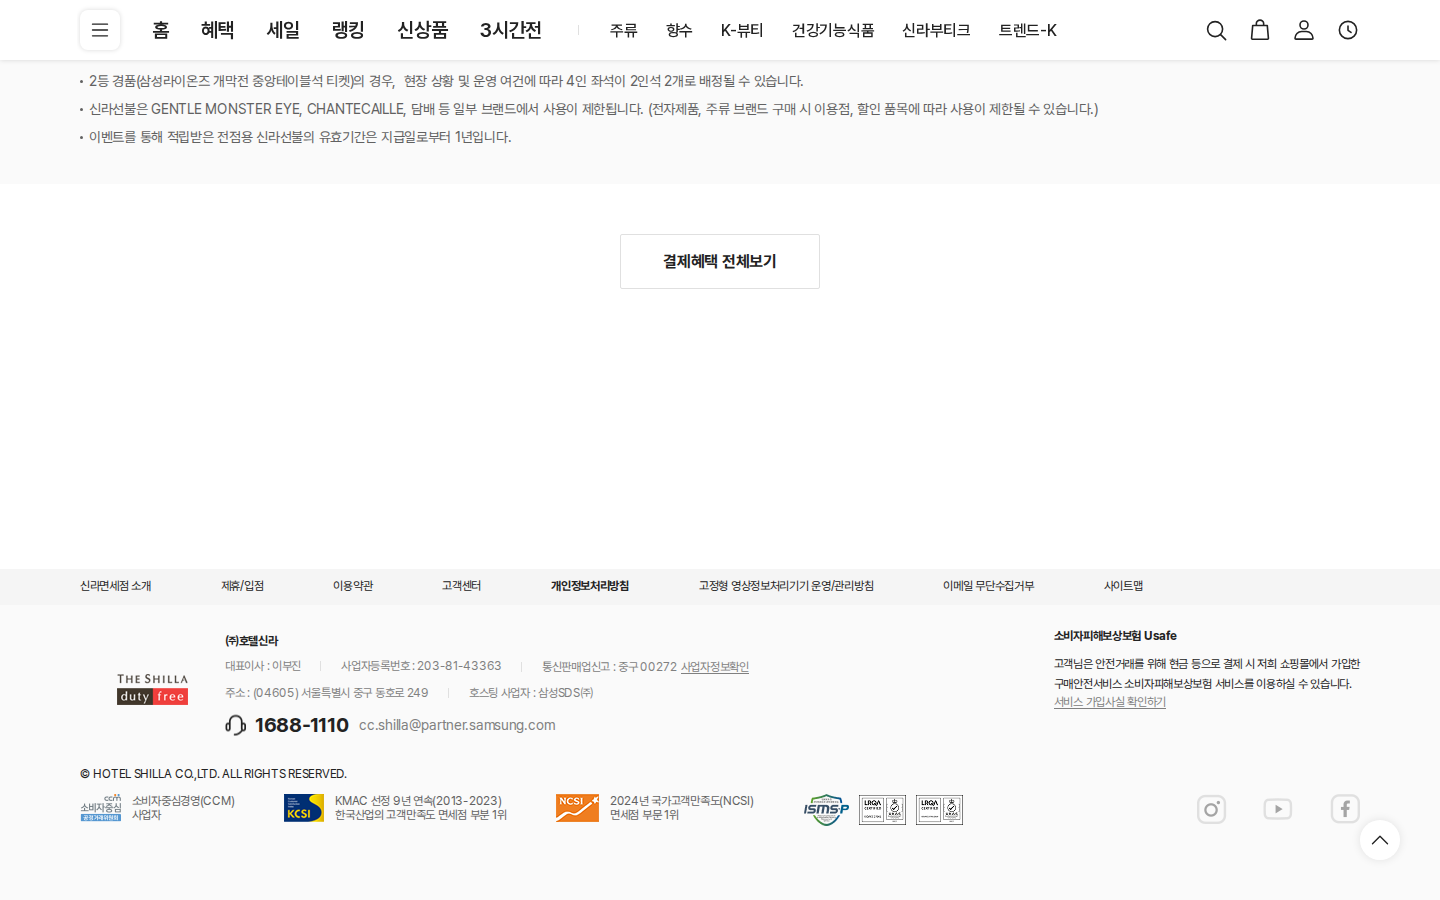 홈 혜택 세일 랭킹 신상품 3시간전 주류 향수 K-뷰티 건강기능식품 신라부티크 트렌드-K
• 2등 경품(삼성라이온즈 개막전 중앙테이블석 티켓)의 경우, 현장 상황 및 운영 여건에 따라 4인 좌석이 2인석 2개로 배정될 수 있습니다.
• 신라선불은 GENTLE MONSTER EYE, CHANTECAILLE, 담배 등 일부 브랜드에서 사용이 제한됩니다. (전자제품, 주류 브랜드 구매 시 이용점, 할인 품목에 따라 사용이 제한될 수 있습니다.)
• 이벤트를 통해 적립받은 전점용 신라선불의 유효기간은 지급일로부터 1년입니다.
결제혜택 전체보기
신라면세점 소개 제휴/입점 이용약관 고객센터 개인정보처리방침 고정형 영상정보처리기기 운영/관리방침 이메일 무단수집거부 사이트맵
THE SHILLA
duty free
㈜호텔신라
대표이사 : 이부진 사업자등록번호 : 203-81-43363 통신판매업신고 : 중구 00272 사업자정보확인
주소 : (04605) 서울특별시 중구 동호로 249 호스팅 사업자 : 삼성SDS㈜
1688-1110 cc.shilla@partner.samsung.com
소비자피해보상보험 Usafe
고객님은 안전거래를 위해 현금 등으로 결제 시 저희 쇼핑몰에서 가입한
구매안전서비스 소비자피해보상보험 서비스를 이용하실 수 있습니다.
서비스 가입사실 확인하기
© HOTEL SHILLA CO.,LTD. ALL RIGHTS RESERVED.
ccm
소비자중심
공정거래위원회
소비자중심경영(CCM)
사업자
KCSI
KMAC 선정 9년 연속(2013-2023)
한국산업의 고객만족도 면세점 부분 1위
NCSI
2024년 국가고객만족도(NCSI)
면세점 부문 1위
ISMS-P
LRQA
CERTIFIED
UKAS
LRQA
CERTIFIED
UKAS